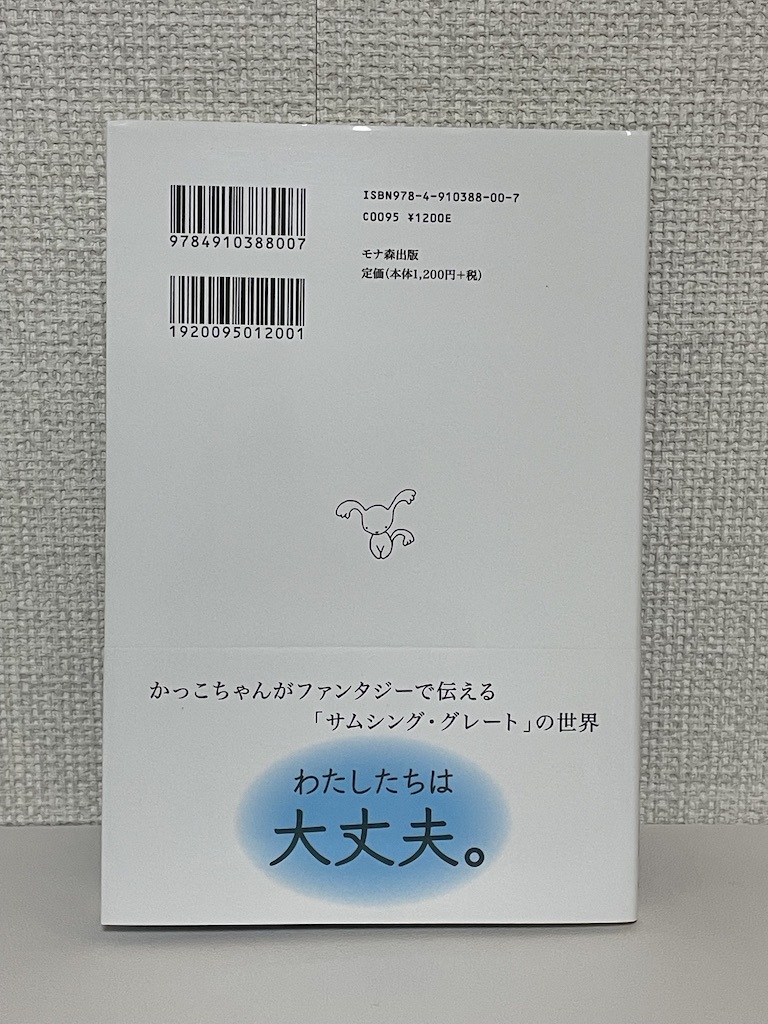 9784910388007
1920095012001
ISBN978-4-910388-00-7
C0095 ¥1200E
モナ森出版
定価(本体1,200円+税)
かっこちゃんがファンタジーで伝える
「サムシング・グレート」の世界
わたしたちは
大丈夫。